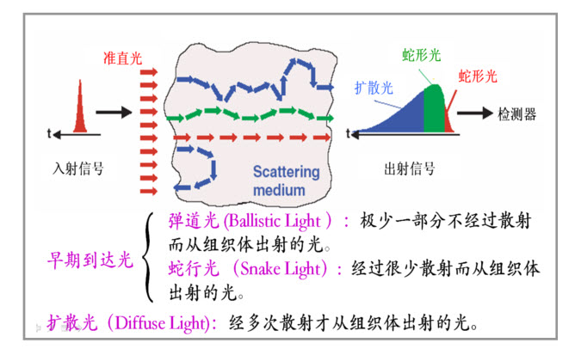 准直光
蛇形光
扩散光
蛇形光
t
入射信号
Scattering
medium
t
出射信号
检测器
早期到达光
弹道光(Ballistic Light)：极少一部分不经过散射
而从组织体出射的光。
蛇行光（Snake Light）：经过很少散射而从组织体
出射的光。
扩散光（Diffuse Light)：经多次散射才从组织体出射的光。